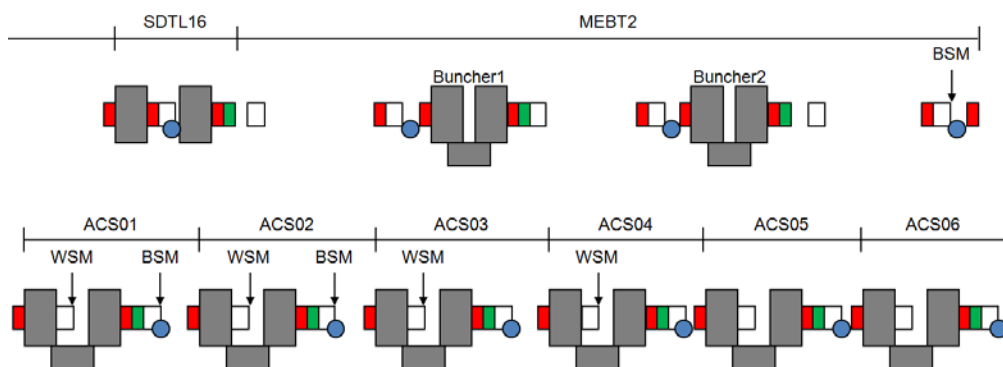 SDTL16 MEBT2
BSM
Buncher1 Buncher2
ACS01 ACS02 ACS03 ACS04 ACS05 ACS06
WSM BSM WSM BSM WSM WSM